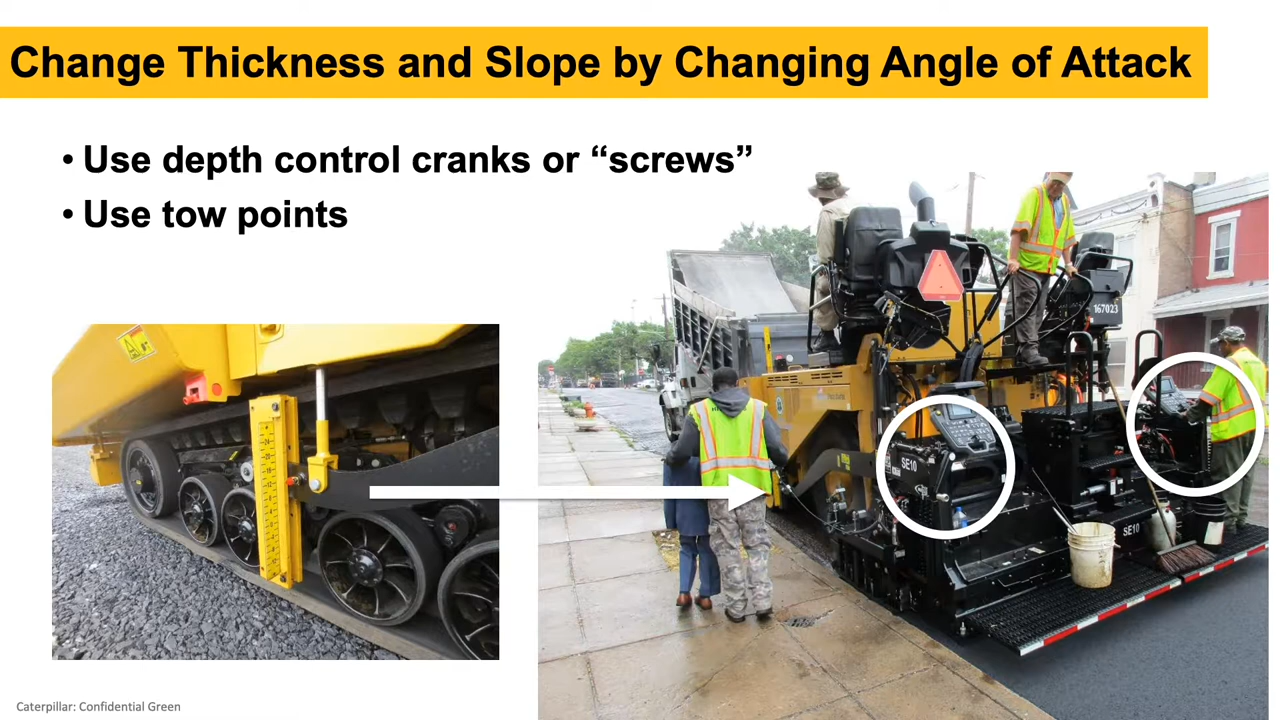 Change Thickness and Slope by Changing Angle of Attack
• Use depth control cranks or “screws”
• Use tow points
167023
SE10
SE10
Caterpillar: Confidential Green